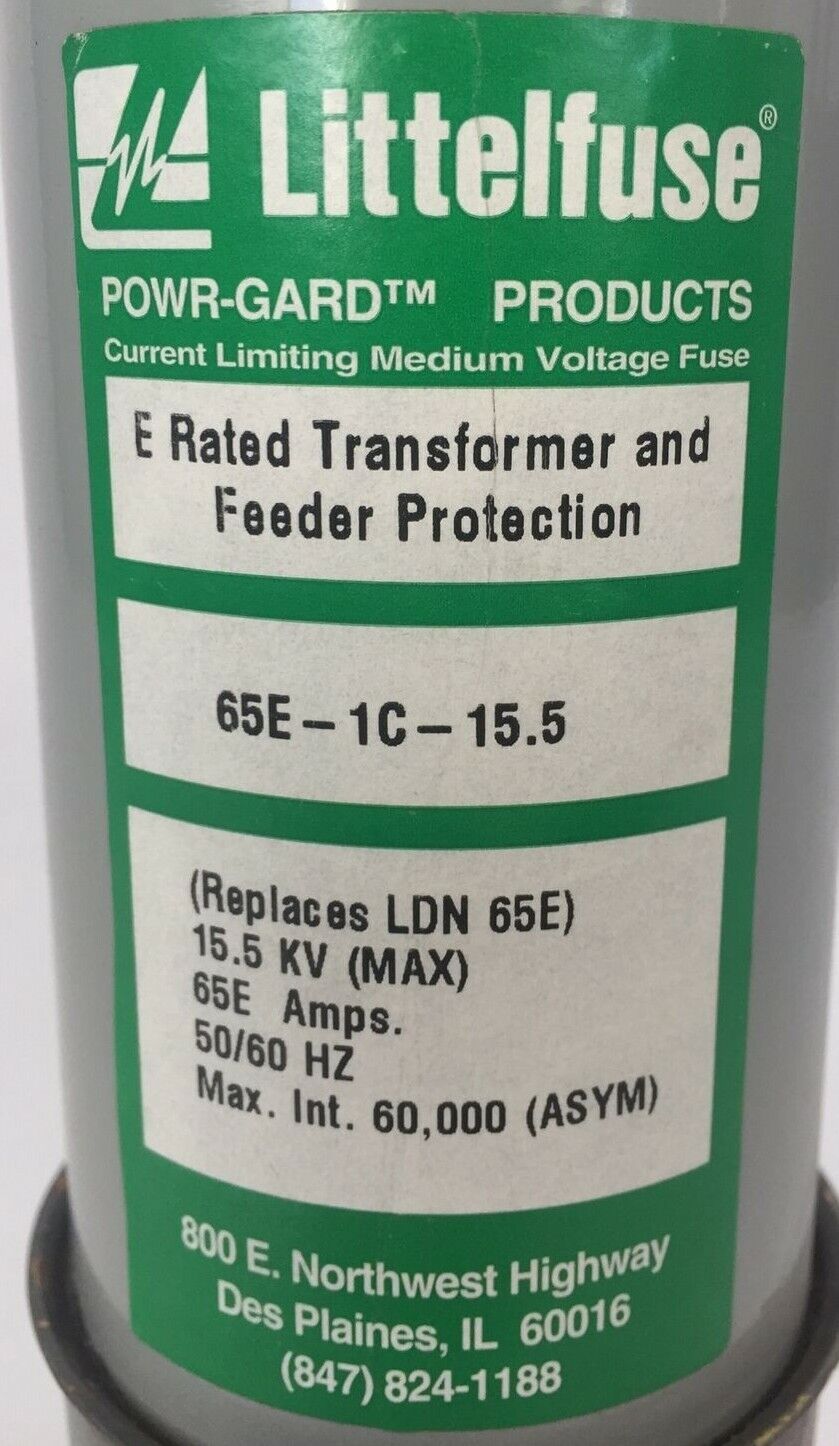 Littelfuse®
POWR-GARD™ PRODUCTS
Current Limiting Medium Voltage Fuse
E Rated Transformer and
Feeder Protection
65E-1C-15.5
(Replaces LDN 65E)
15.5 KV (MAX)
65E Amps.
50/60 HZ
Max. Int. 60,000 (ASYM)
800 E. Northwest Highway
Des Plaines, IL 60016
(847) 824-1188